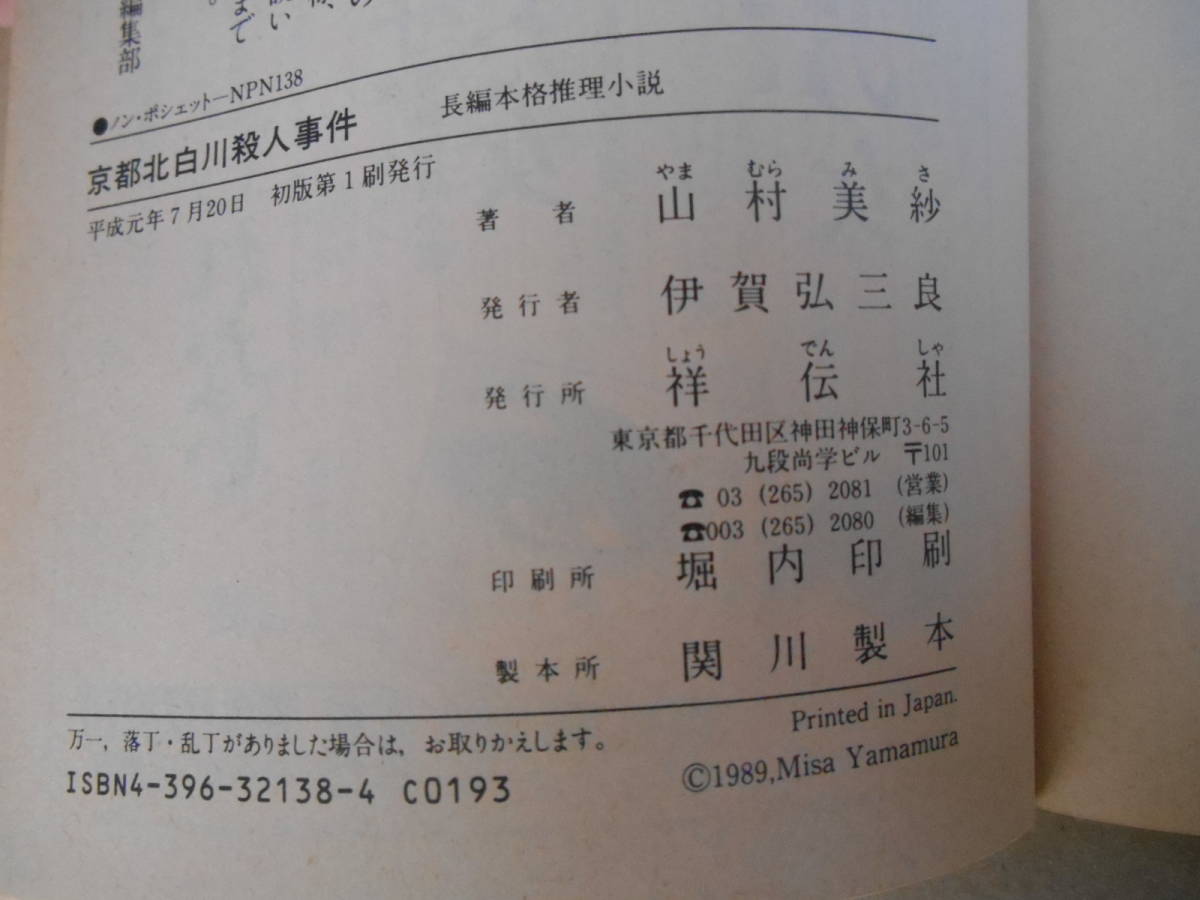 編集部
まで
。
●ノン・ポシェット―NPN138
京都北白川殺人事件 長編本格推理小説
平成元年7月20日 初版第1刷発行
やま むら み さ
著者 山村美紗
発行者 伊賀弘三良
しょう でん しゃ
発行所 祥伝社
東京都千代田区神田神保町3-6-5
九段尚学ビル 〒101
☎ 03 (265) 2081 (営業)
☎003 (265) 2080 (編集)
印刷所 堀内印刷
製本所 関川製本
万一,落丁・乱丁がありました場合は,お取りかえします。
Printed in Japan.
ISBN4-396-32138-4 C0193
©1989,Misa Yamamura